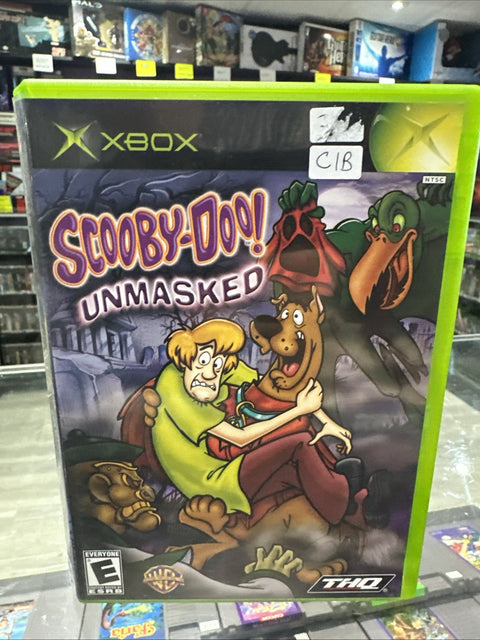 XBOX
CIB
NTSC
SCOOBY-DOO!
UNMASKED
EVERYONE
E
ESRB
THQ